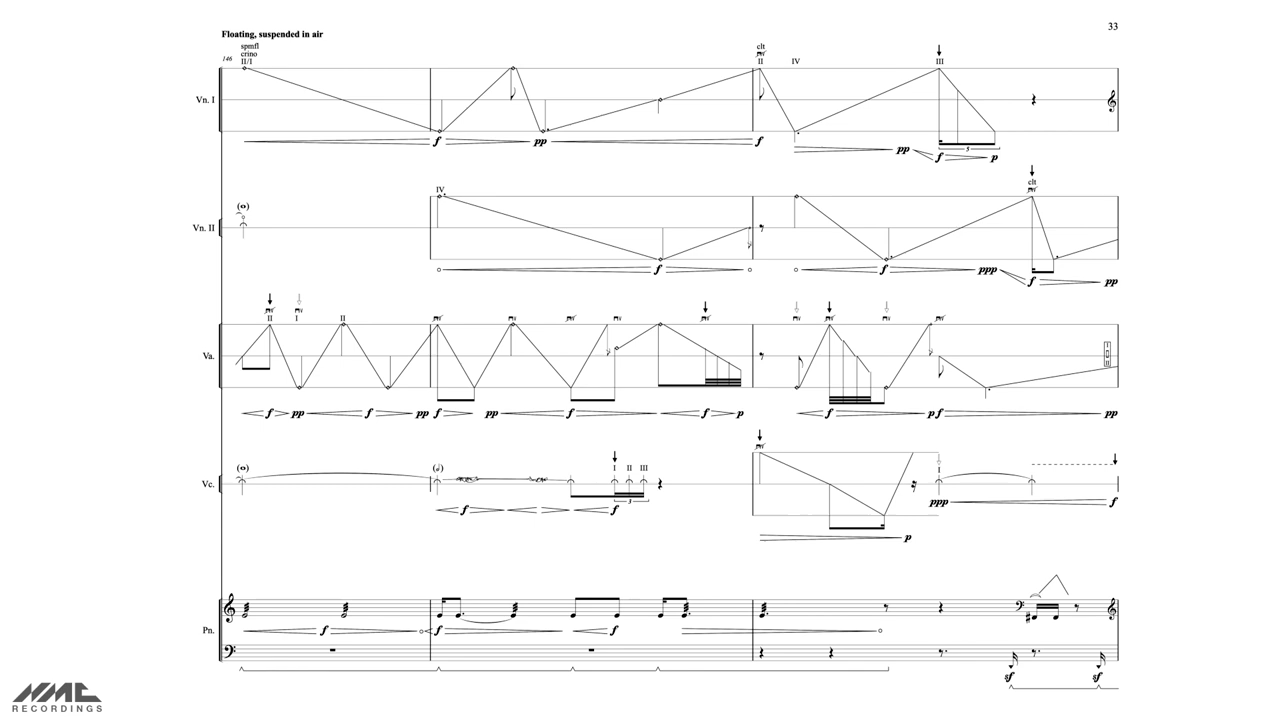 33
Floating, suspended in air
spmfl
crino
II/I
146
clt
II IV III
Vn. I
f pp f pp f 5 p
IV clt
Vn. II
f f ppp f pp
II I II
Va.
I
II
f pp f pp f pp f f p f p f pp
I II III I
Vc.
3
f f ppp f
p
Pn.
f f f
sf sf
NMC
RECORDINGS